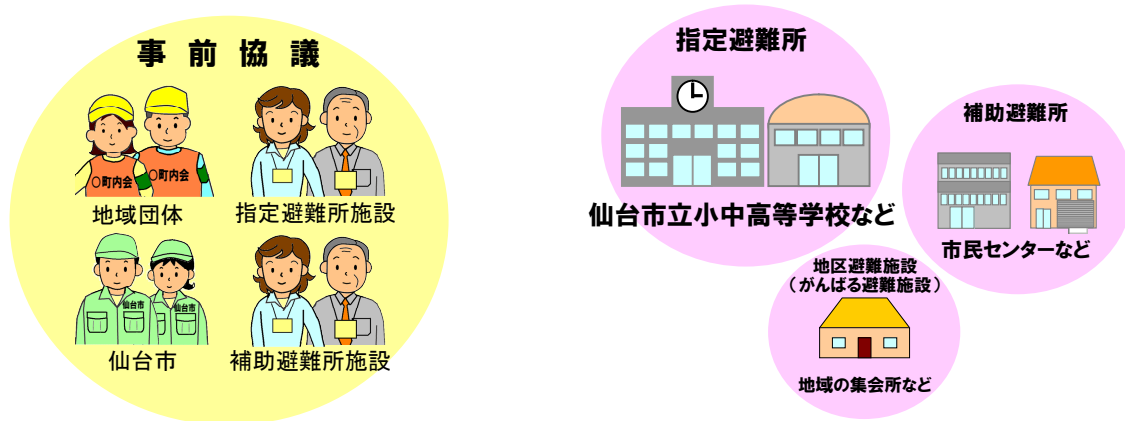 事前協議
○町内会
○町内会
地域団体
指定避難所施設
仙台市
仙台市
仙台市
補助避難所施設
指定避難所
仙台市立小中高等学校など
補助避難所
市民センターなど
地区避難施設
（がんばる避難施設）
地域の集会所など